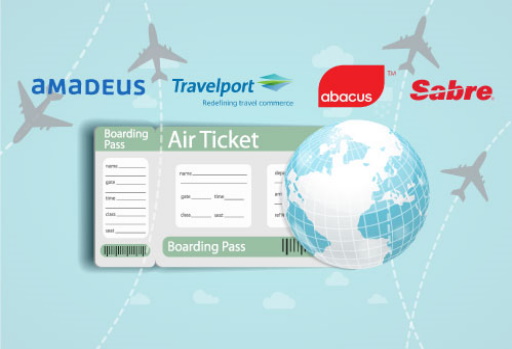 amadeus
Travelport
Redefining travel commerce
abacus
TM
Sabre
Boarding
Pass
Air Ticket
name
gate
time
class
seat
name
gate time
class seat
Boarding Pass